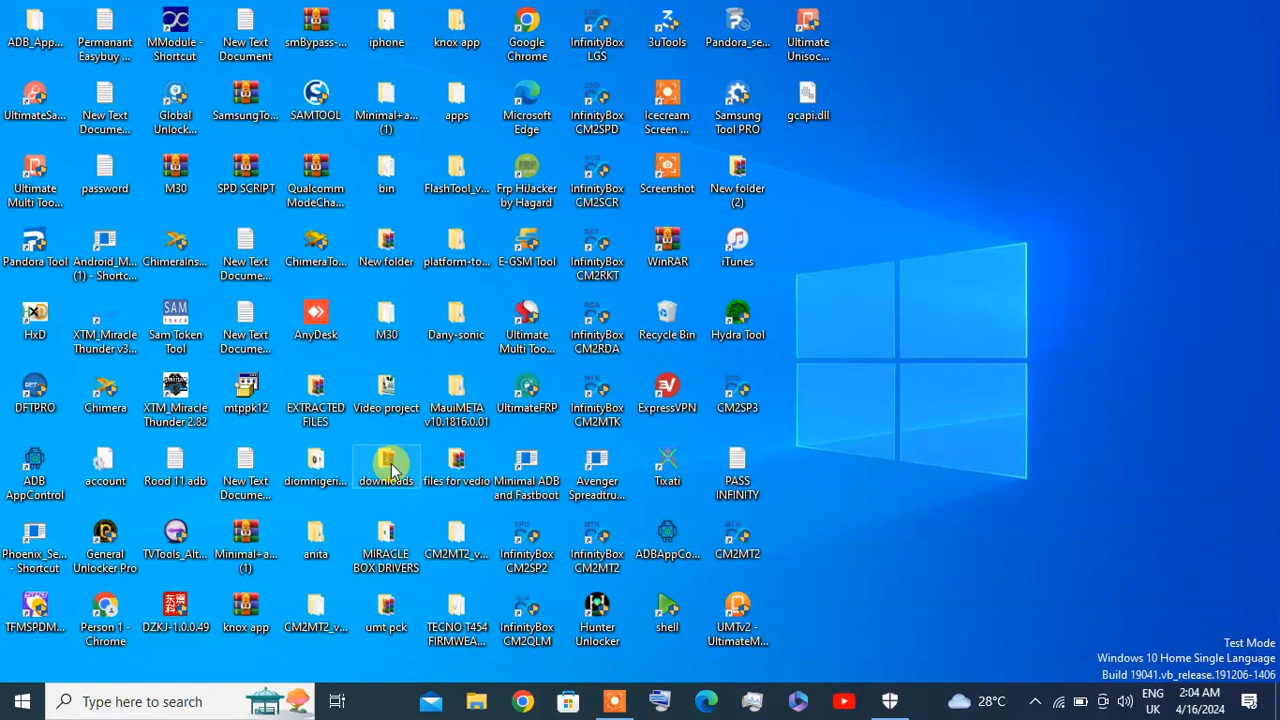 ADB_App...
Permanant
Easybuy ...
MModule -
Shortcut
New Text
Document
smBypass-...
iphone
knox app
Google
Chrome
InfinityBox
LGS
3uTools
Pandora_se...
Ultimate
Unisoc...
UltimateSa...
New Text
Docume...
Global
Unlock...
SamsungTo...
SAMTOOL
Minimal+a...
(1)
apps
Microsoft
Edge
InfinityBox
CM2SPD
Icecream
Screen ...
Samsung
Tool PRO
gcapi.dll
Ultimate
Multi Too...
password
M30
SPD SCRIPT
Qualcomm
ModeCha...
bin
FlashTool_v...
Frp HiJacker
by Hagard
InfinityBox
CM2SCR
Screenshot
New folder
(2)
Pandora Tool
Android_M...
(1) - Shortc...
ChimeraIns...
New Text
Docume...
ChimeraTo...
New folder
platform-to...
E-GSM Tool
InfinityBox
CM2RKT
WinRAR
iTunes
HxD
XTM_Miracle
Thunder v3...
SAM
TOKEN
Sam Token
Tool
New Text
Docume...
AnyDesk
M30
Dany-sonic
Ultimate
Multi Too...
InfinityBox
CM2RDA
Recycle Bin
Hydra Tool
DFTPRO
Chimera
XTM_Miracle
Thunder 2.82
mtppk12
EXTRACTED
FILES
Video project
MauiMETA
v10.1816.0.01
UltimateFRP
InfinityBox
CM2MTK
ExpressVPN
CM2SP3
ADB
AppControl
account
Rood 11 adb
New Text
Docume...
diomnigeri...
downloads
files for vedio
Minimal ADB
and Fastboot
Avenger
Spreadtru...
Tixati
PASS
INFINITY
Phoenix_Se...
- Shortcut
General
Unlocker Pro
TVTools_Alt...
Minimal+a...
(1)
anita
MIRACLE
BOX DRIVERS
CM2MT2_v...
InfinityBox
CM2SP2
InfinityBox
CM2MT2
ADBAppCo...
CM2MT2
TFMSPDM...
Person 1 -
Chrome
DZKJ-1.0.0.49
knox app
CM2MT2_v...
umt pck
TECNO T454
FIRMWEA...
InfinityBox
CM2QLM
Hunter
Unlocker
shell
UMTv2 -
UltimateM...
Test Mode
Windows 10 Home Single Language
Build 19041.vb_release.191206-1406
Type here to search
28°C
ENG
UK
2:04 AM
4/16/2024